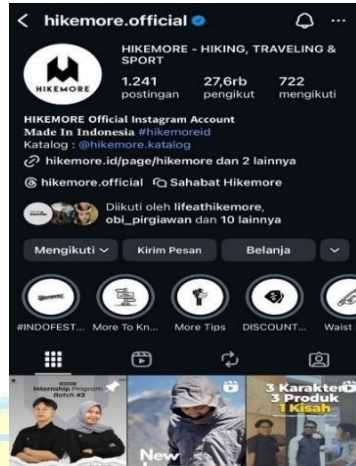 hikemore.official
HIKEMORE
HIKEMORE - HIKING, TRAVELING &
SPORT
1.241 27,6rb 722
postingan pengikut mengikuti
HIKEMORE Official Instagram Account
Made In Indonesia #hikemoreid
Katalog : @hikemore.katalog
hikemore.id/page/hikemore dan 2 lainnya
hikemore.official Sahabat Hikemore
Diikuti oleh lifeathikemore,
obi_pirgiawan dan 10 lainnya
Mengikuti Kirim Pesan Belanja
#INDOFEST... More To Kn... More Tips DISCOUNT... Waist
Internship Program
Batch #3
New
3 Karakter
3 Produk
1 Kisah